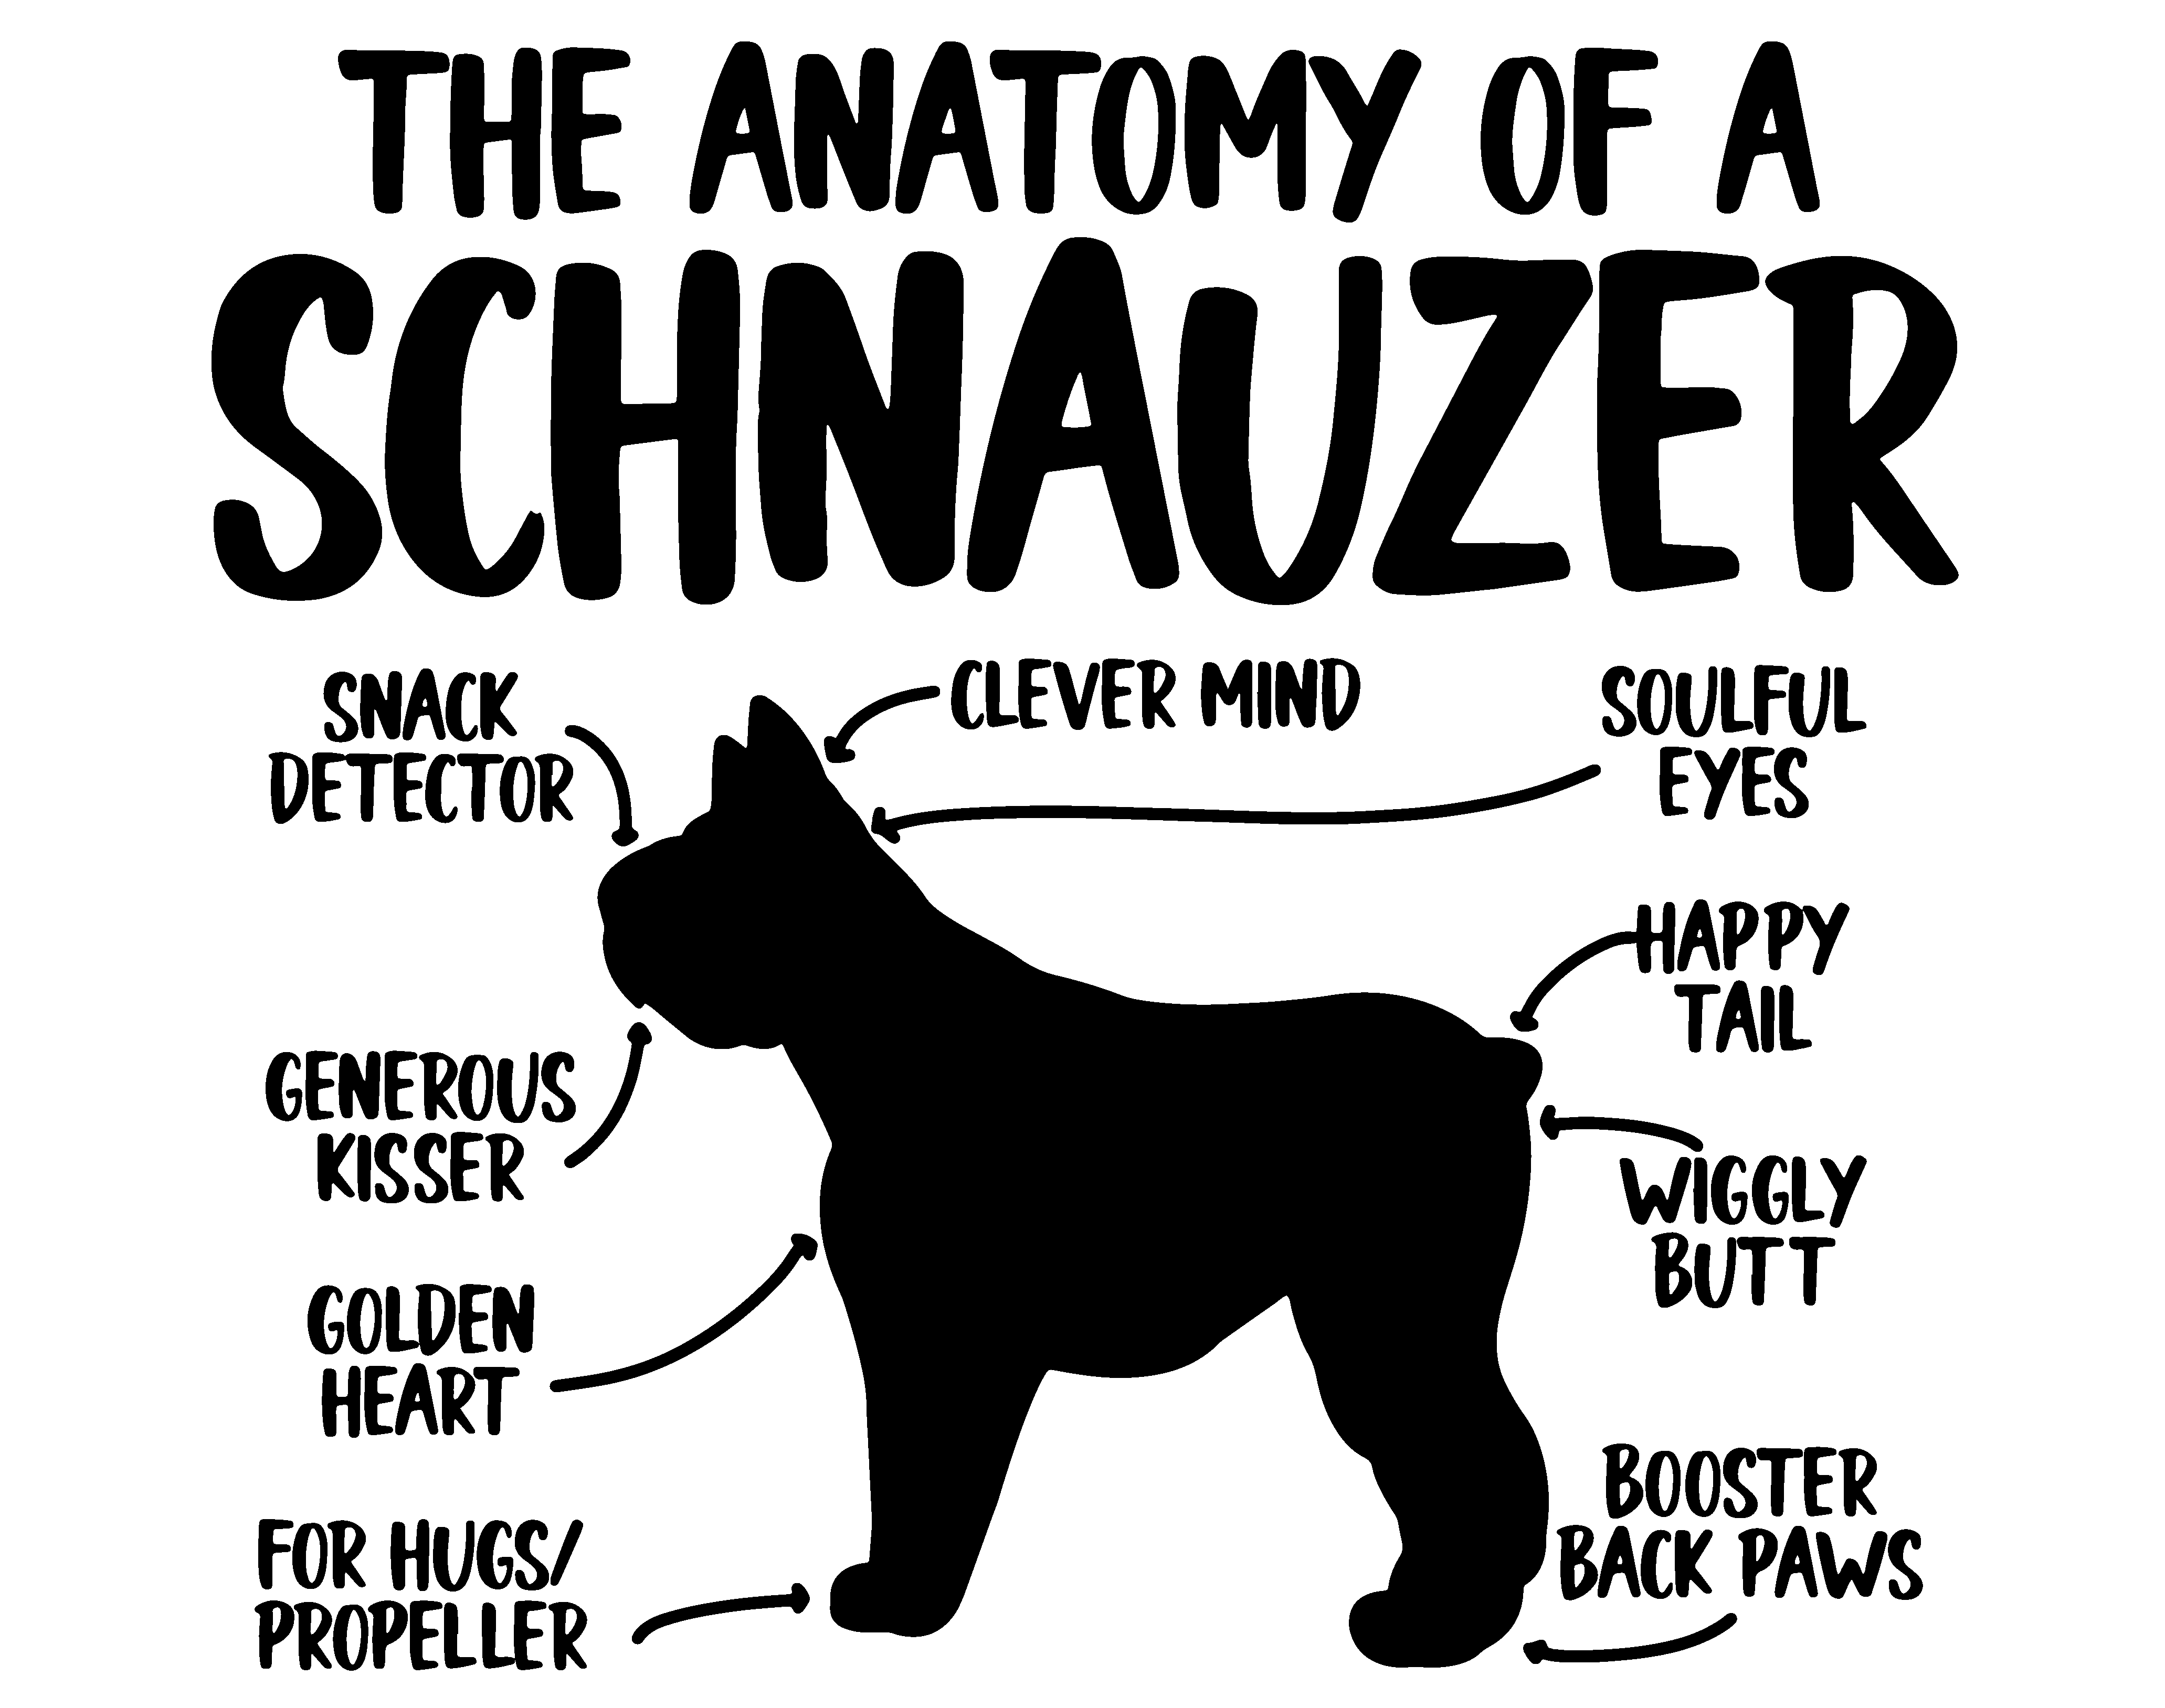 THE ANATOMY OF A
SCHNAUZER
SNACK
DETECTOR
CLEVER MIND
SOULFUL
EYES
HAPPY
TAIL
GENEROUS
KISSER
WIGGLY
BUTT
GOLDEN
HEART
BOOSTER
BACK PAWS
FOR HUGS/
PROPELLER